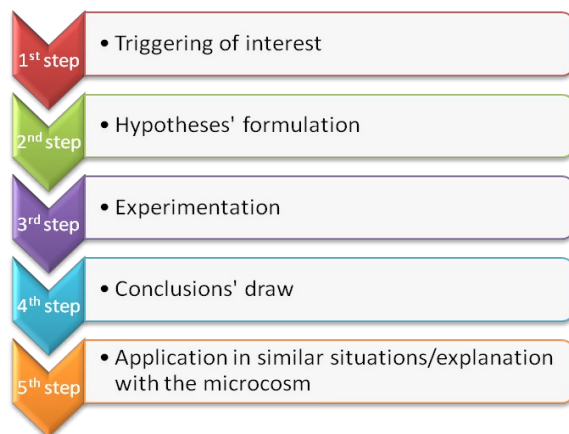 1st step
• Triggering of interest
2nd step
• Hypotheses' formulation
3rd step
• Experimentation
4th step
• Conclusions' draw
5th step
• Application in similar situations/explanation
with the microcosm